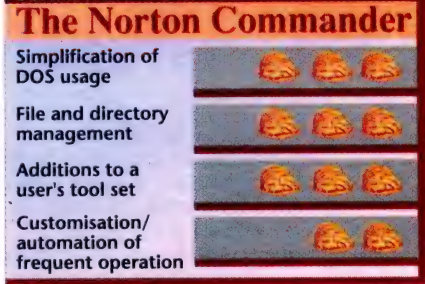 The Norton Commander
Simplification of
DOS usage
File and directory
management
Additions to a
user's tool set
Customisation/
automation of
frequent operation